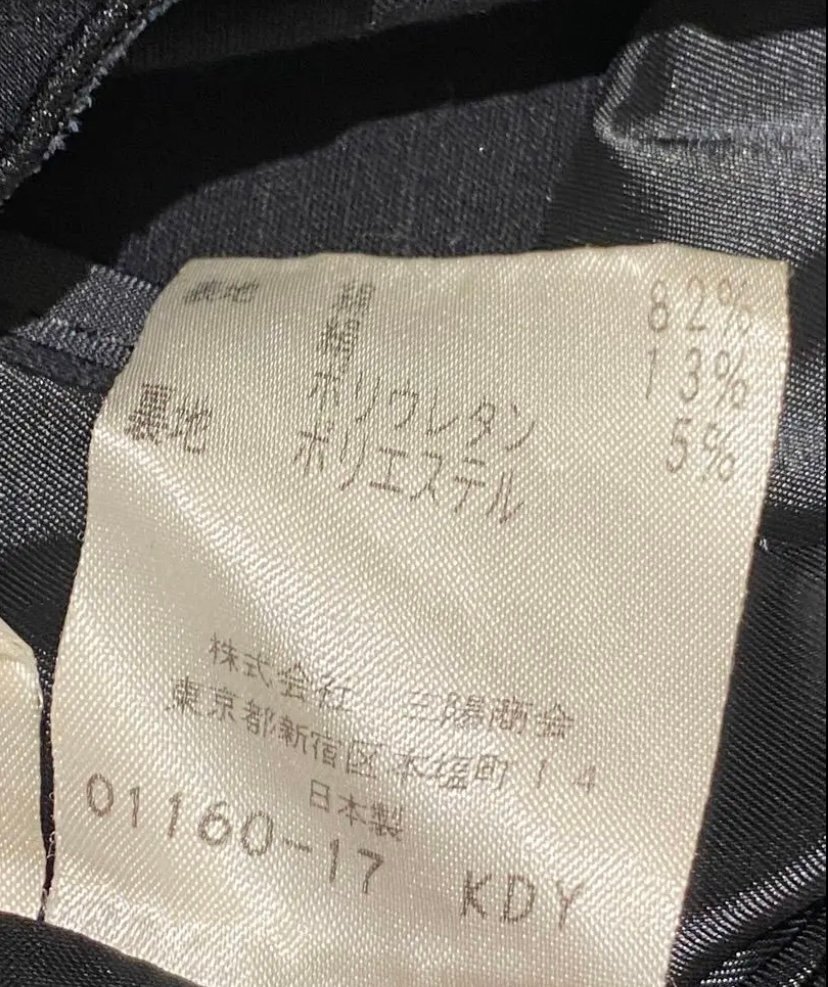 表地 82%
13%
ポリウレタン 5%
裏地 ポリエステル
株式会社 三陽商会
東京都新宿区本塩町14
日本製
01160-17 KDY